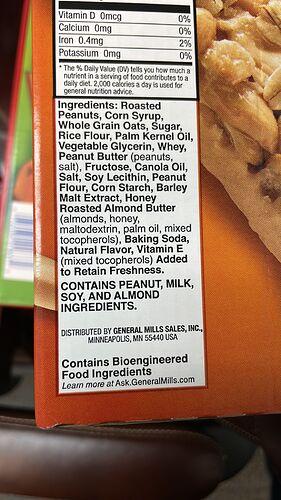 Vitamin D 0mcg 0%
Calcium 0mg 0%
Iron 0.4mg 2%
Potassium 0mg 0%
* The % Daily Value (DV) tells you how much a
nutrient in a serving of food contributes to a
daily diet. 2,000 calories a day is used for
general nutrition advice.
Ingredients: Roasted
Peanuts, Corn Syrup,
Whole Grain Oats, Sugar,
Rice Flour, Palm Kernel Oil,
Vegetable Glycerin, Whey,
Peanut Butter (peanuts,
salt), Fructose, Canola Oil,
Salt, Soy Lecithin, Peanut
Flour, Corn Starch, Barley
Malt Extract, Honey
Roasted Almond Butter
(almonds, honey,
maltodextrin, palm oil, mixed
tocopherols), Baking Soda,
Natural Flavor, Vitamin E
(mixed tocopherols) Added
to Retain Freshness.
CONTAINS PEANUT, MILK,
SOY, AND ALMOND
INGREDIENTS.
DISTRIBUTED BY GENERAL MILLS SALES, INC.,
MINNEAPOLIS, MN 55440 USA
Contains Bioengineered
Food Ingredients
Learn more at Ask.GeneralMills.com